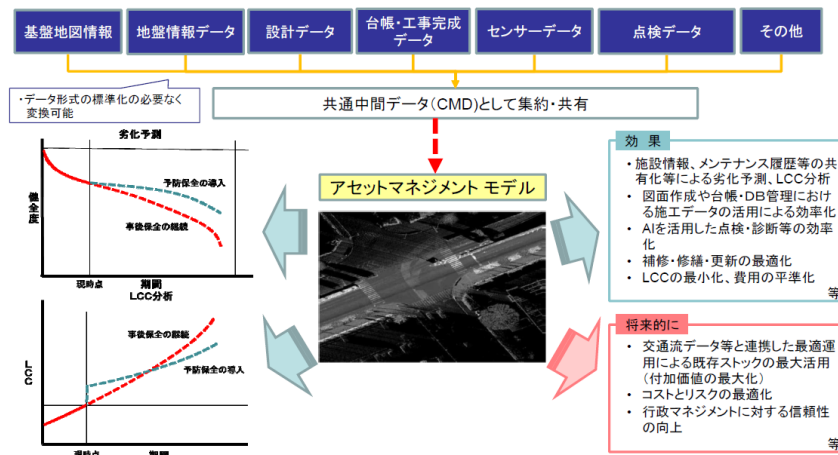 基盤地図情報
地盤情報データ
設計データ
台帳・工事完成
データ
センサーデータ
点検データ
その他
・データ形式の標準化の必要なく
変換可能
共通中間データ(CMD)として集約・共有
劣化予測
予防保全の導入
事後保全の継続
健全度
現時点
期間
LCC分析
事後保全の継続
予防保全の導入
LCC
現時点
期間
アセットマネジメント モデル
効 果
・施設情報、メンテナンス履歴等の共
有化等による劣化予測、LCC分析
・図面作成や台帳・DB管理におけ
る施工データの活用による効率化
・AIを活用した点検・診断等の効率
化
・補修・修繕・更新の最適化
・LCCの最小化、費用の平準化
等
将来的に
・交通流データ等と連携した最適運
用による既存ストックの最大活用
(付加価値の最大化)
・コストとリスクの最適化
・行政マネジメントに対する信頼性
の向上
等